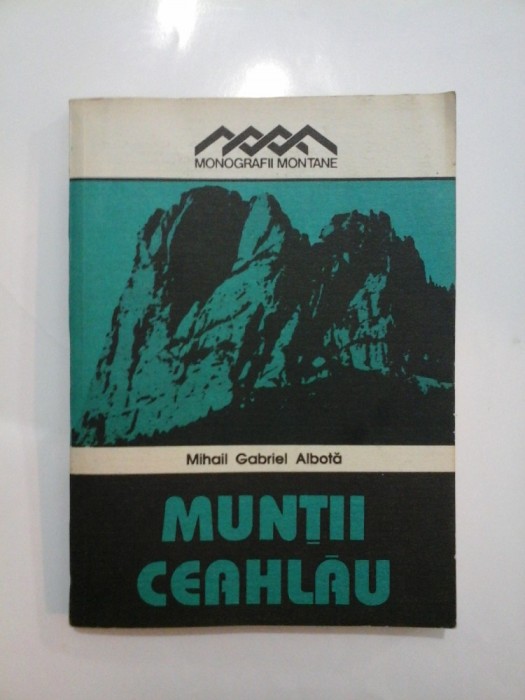 MONOGRAFII MONTANE
Mihail Gabriel Albotă
MUNȚII
CEAHLĂU